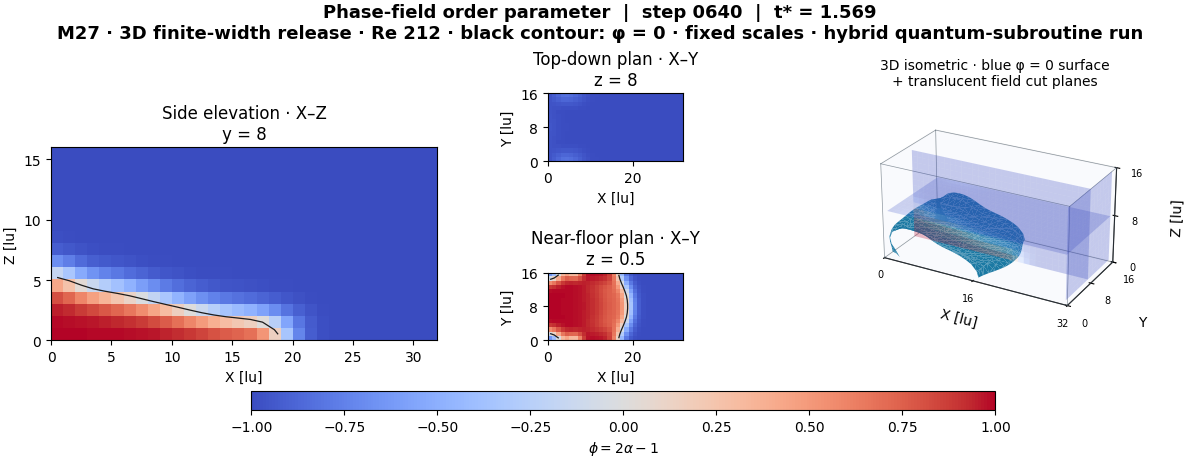 Phase-field order parameter | step 0640 | t* = 1.569
M27 · 3D finite-width release · Re 212 · black contour: φ = 0 · fixed scales · hybrid quantum-subroutine run
Side elevation · X–Z
y = 8
15
10
5
0
Z [lu]
0 5 10 15 20 25 30
X [lu]
Top-down plan · X–Y
z = 8
16
8
0
Y [lu]
0 20
X [lu]
Near-floor plan · X–Y
z = 0.5
16
8
0
Y [lu]
0 20
X [lu]
3D isometric · blue φ = 0 surface
+ translucent field cut planes
16
8
0
Z [lu]
16
8
0
Y
0
16
32
X [lu]
−1.00 −0.75 −0.50 −0.25 0.00 0.25 0.50 0.75 1.00
ϕ = 2α − 1